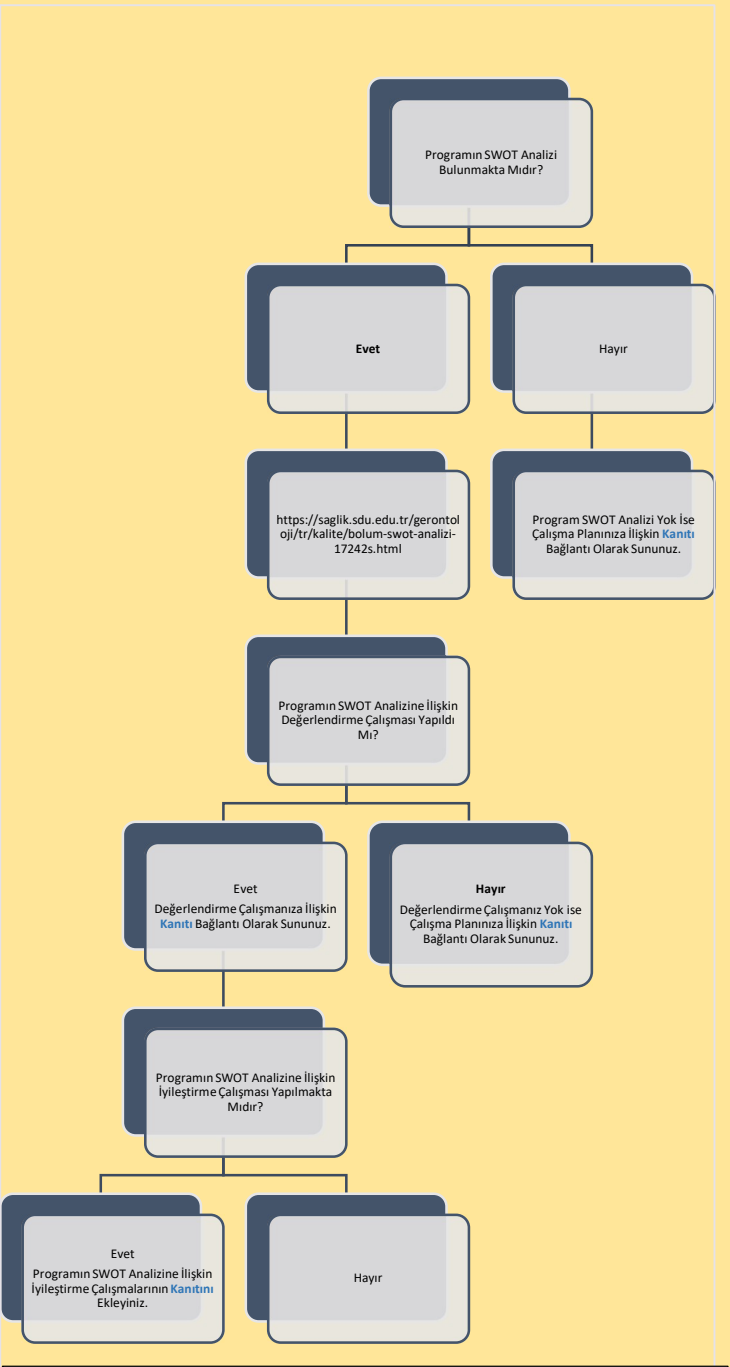 Programın SWOT Analizi
Bulunmakta Mıdır?
Evet
Hayır
https://saglik.sdu.edu.tr/gerontol
oji/tr/kalite/bolum-swot-analizi-
17242s.html
Program SWOT Analizi Yok İse
Çalışma Planınıza İlişkin Kanıtı
Bağlantı Olarak Sununuz.
Programın SWOT Analizine İlişkin
Değerlendirme Çalışması Yapıldı
Mı?
Evet
Değerlendirme Çalışmanıza İlişkin
Kanıtı Bağlantı Olarak Sununuz.
Hayır
Değerlendirme Çalışmanız Yok ise
Çalışma Planınıza İlişkin Kanıtı
Bağlantı Olarak Sununuz.
Programın SWOT Analizine İlişkin
İyileştirme Çalışması Yapılmakta
Mıdır?
Evet
Programın SWOT Analizine İlişkin
İyileştirme Çalışmalarının Kanıtını
Ekleyiniz.
Hayır